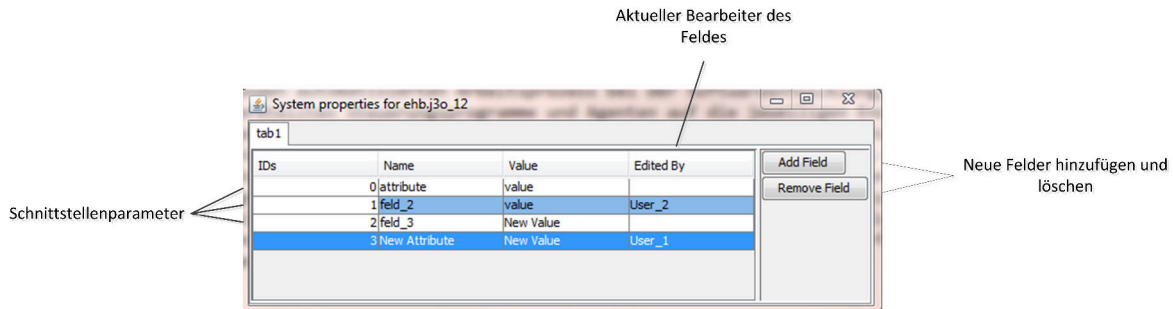 Aktueller Bearbeiter des
Feldes
System properties for ehb.j3o_12
tab1
IDs Name Value Edited By
Add Field
0 attribute value
Remove Field
1 feld_2 value User_2
2 feld_3 New Value
3 New Attribute New Value User_1
Schnittstellenparameter
Neue Felder hinzufügen und
löschen